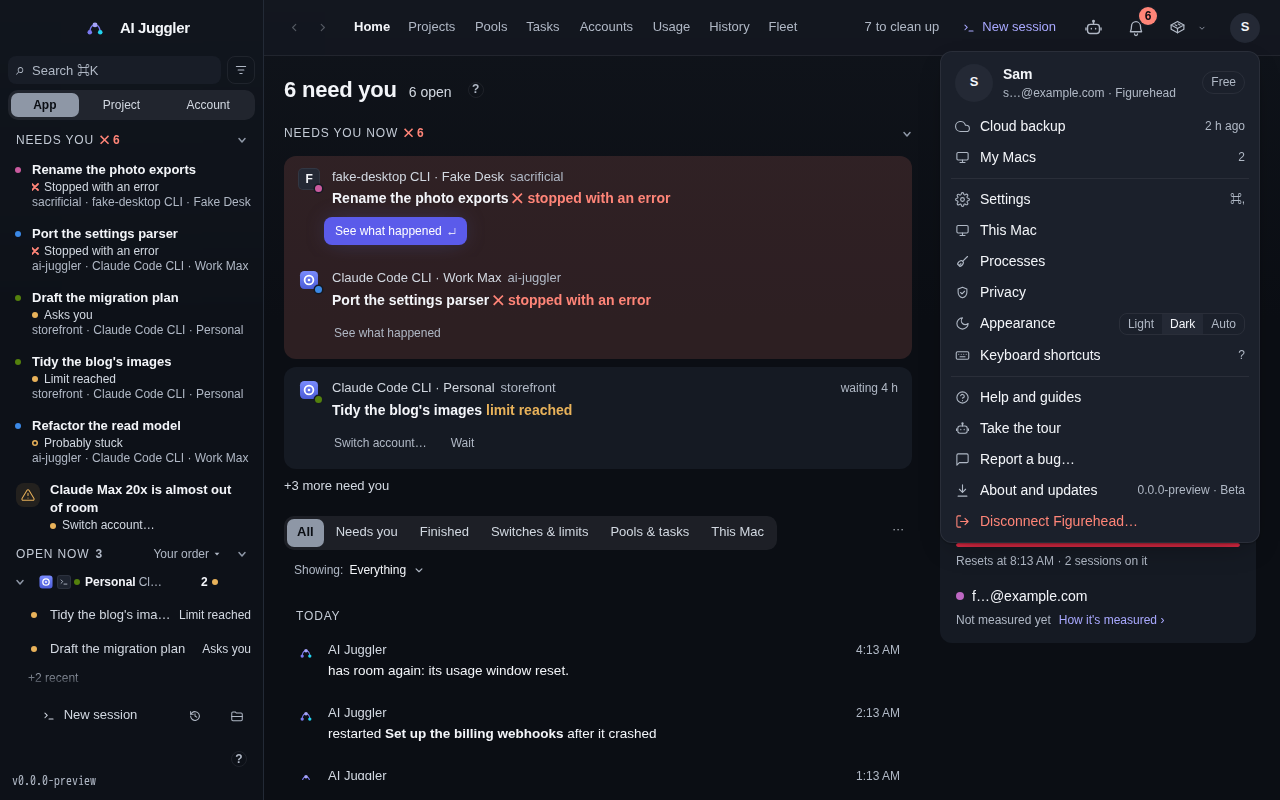 AI Juggler
Search ⌘K
App Project Account
NEEDS YOU 6
Rename the photo exports
Stopped with an error
sacrificial · fake-desktop CLI · Fake Desk
Port the settings parser
Stopped with an error
ai-juggler · Claude Code CLI · Work Max
Draft the migration plan
Asks you
storefront · Claude Code CLI · Personal
Tidy the blog's images
Limit reached
storefront · Claude Code CLI · Personal
Refactor the read model
Probably stuck
ai-juggler · Claude Code CLI · Work Max
Claude Max 20x is almost out
of room
Switch account…
OPEN NOW 3 Your order
Personal Cl… 2
Tidy the blog's ima… Limit reached
Draft the migration plan Asks you
+2 recent
New session
?
v0.0.0-preview
Home Projects Pools Tasks Accounts Usage History Fleet
7 to clean up New session 6 S
6 need you 6 open ?
NEEDS YOU NOW 6
F fake-desktop CLI · Fake Desk sacrificial
Rename the photo exports stopped with an error
See what happened
Claude Code CLI · Work Max ai-juggler
Port the settings parser stopped with an error
See what happened
Claude Code CLI · Personal storefront waiting 4 h
Tidy the blog's images limit reached
Switch account… Wait
+3 more need you
All Needs you Finished Switches & limits Pools & tasks This Mac …
Showing: Everything
TODAY
AI Juggler 4:13 AM
has room again: its usage window reset.
AI Juggler 2:13 AM
restarted Set up the billing webhooks after it crashed
AI Juggler 1:13 AM
S Sam Free
s…@example.com · Figurehead
Cloud backup 2 h ago
My Macs 2
Settings ⌘,
This Mac
Processes
Privacy
Appearance Light Dark Auto
Keyboard shortcuts ?
Help and guides
Take the tour
Report a bug…
About and updates 0.0.0-preview · Beta
Disconnect Figurehead…
Resets at 8:13 AM · 2 sessions on it
f…@example.com
Not measured yet How it's measured ›